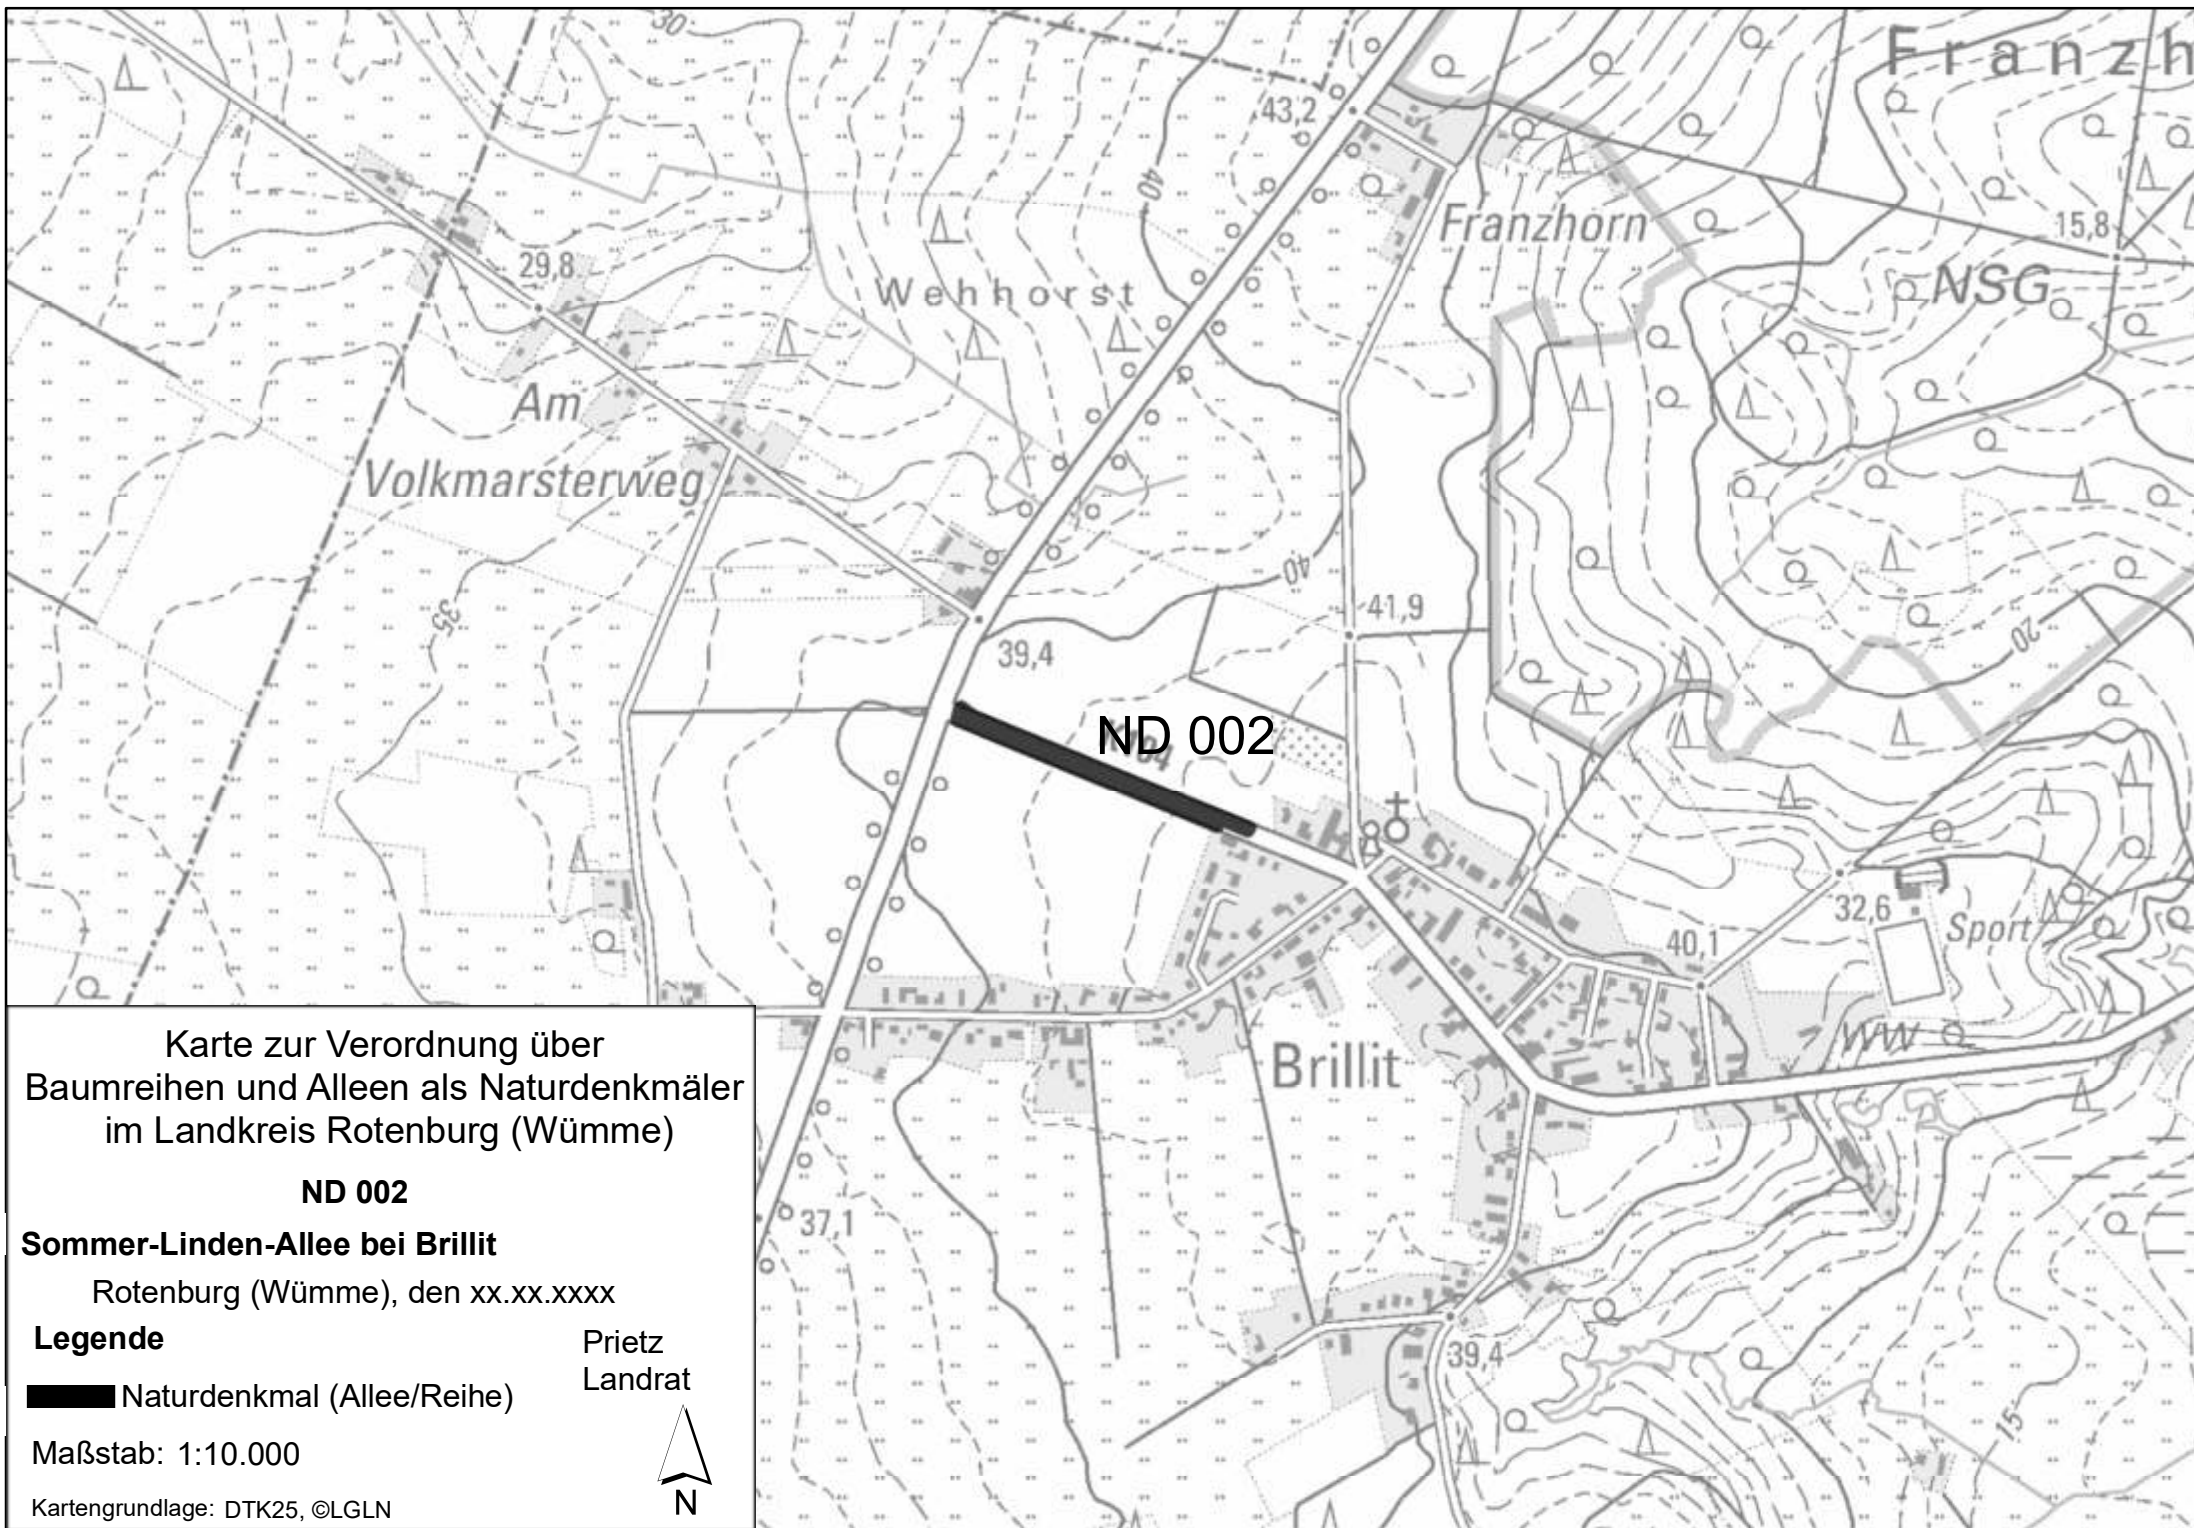 30
Franzh
43,2
40
Franzhorn
15,8
29,8
Wehhorst
NSG
Am
Volkmarsterweg
40
35
41,9
39,4
20
ND 002
32,6
Sport
40,1
WW
Brillit
37,1
39,4
15
Karte zur Verordnung über
Baumreihen und Alleen als Naturdenkmäler
im Landkreis Rotenburg (Wümme)
ND 002
Sommer-Linden-Allee bei Brillit
Rotenburg (Wümme), den xx.xx.xxxx
Legende
Prietz
Landrat
Naturdenkmal (Allee/Reihe)
Maßstab: 1:10.000
N
Kartengrundlage: DTK25, ©LGLN